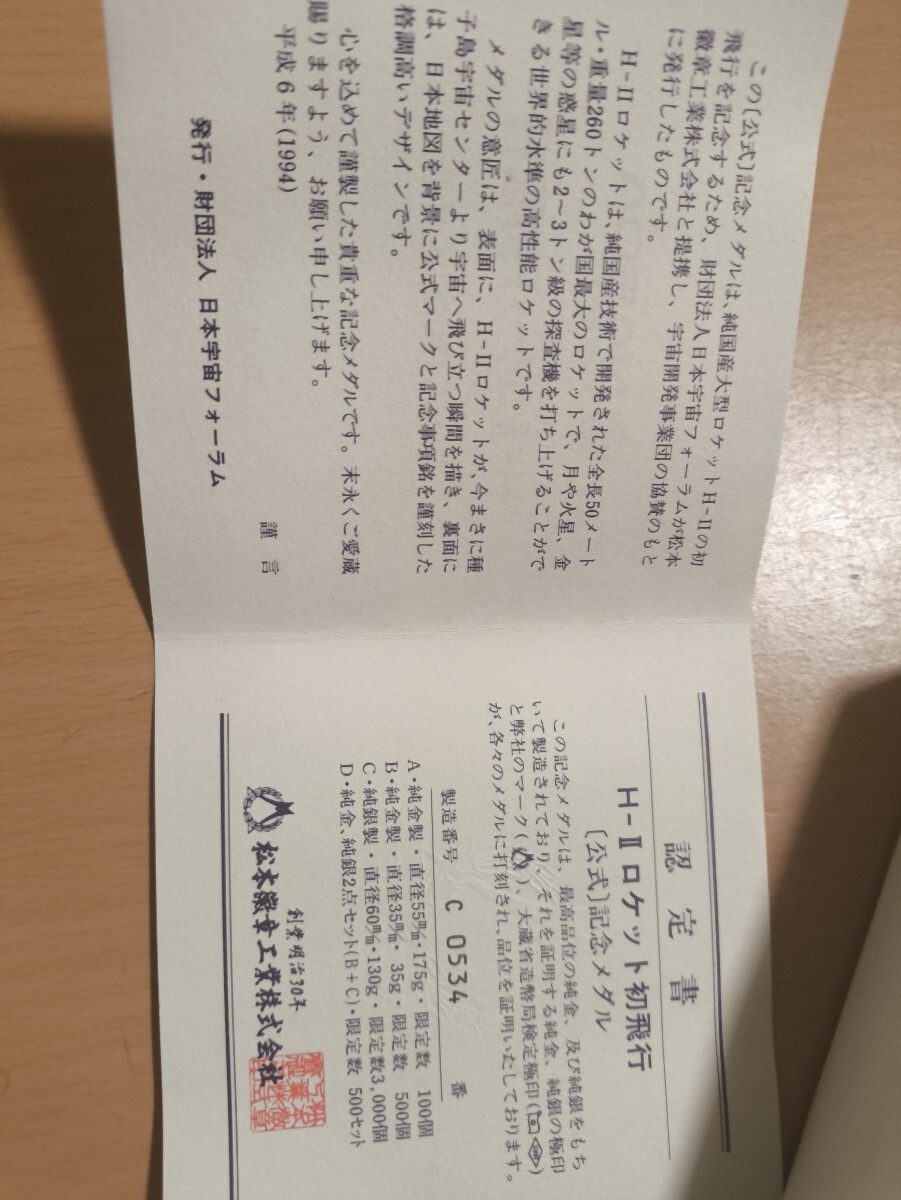 この〔公式〕記念メダルは、純国産大型ロケットH-IIの初
飛行を記念するため、財団法人日本宇宙フォーラムが松本
徽章工業株式会社と提携し、宇宙開発事業団の協賛のもと
に発行したものです。
H-IIロケットは、純国産技術で開発された全長50メート
ル・重量260トンのわが国最大のロケットで、月や火星、金
星等の惑星にも2～3トン級の探査機を打ち上げることがで
きる世界的水準の高性能ロケットです。
メダルの意匠は、表面に、H-IIロケットが、今まさに種
子島宇宙センターより宇宙へ飛び立つ瞬間を描き、裏面に
は、日本地図を背景に公式マークと記念事項銘を謹刻した
格調高いデザインです。
心を込めて謹製した貴重な記念メダルです。末永くご愛蔵
賜りますよう、お願い申し上げます。
謹言
平成6年(1994)
発行・財団法人 日本宇宙フォーラム
認定書
H-IIロケット初飛行
〔公式〕記念メダル
この記念メダルは、最高品位の純金、及び純銀をもち
いて製造されており、それを証明する純金、純銀の極印
と弊社のマーク( )、大蔵省造幣局検定極印( )
が、各々のメダルに打刻され、品位を証明いたしております。
製造番号 C 0534 番
A・純金製・直径55m/m・175g・限定数 100個
B・純金製・直径35m/m・ 35g・限定数 500個
C・純銀製・直径60m/m・130g・限定数3,000個
D・純金、純銀2点セット(B+C)・限定数 500セット
創業明治30年
松本徽章工業株式会社